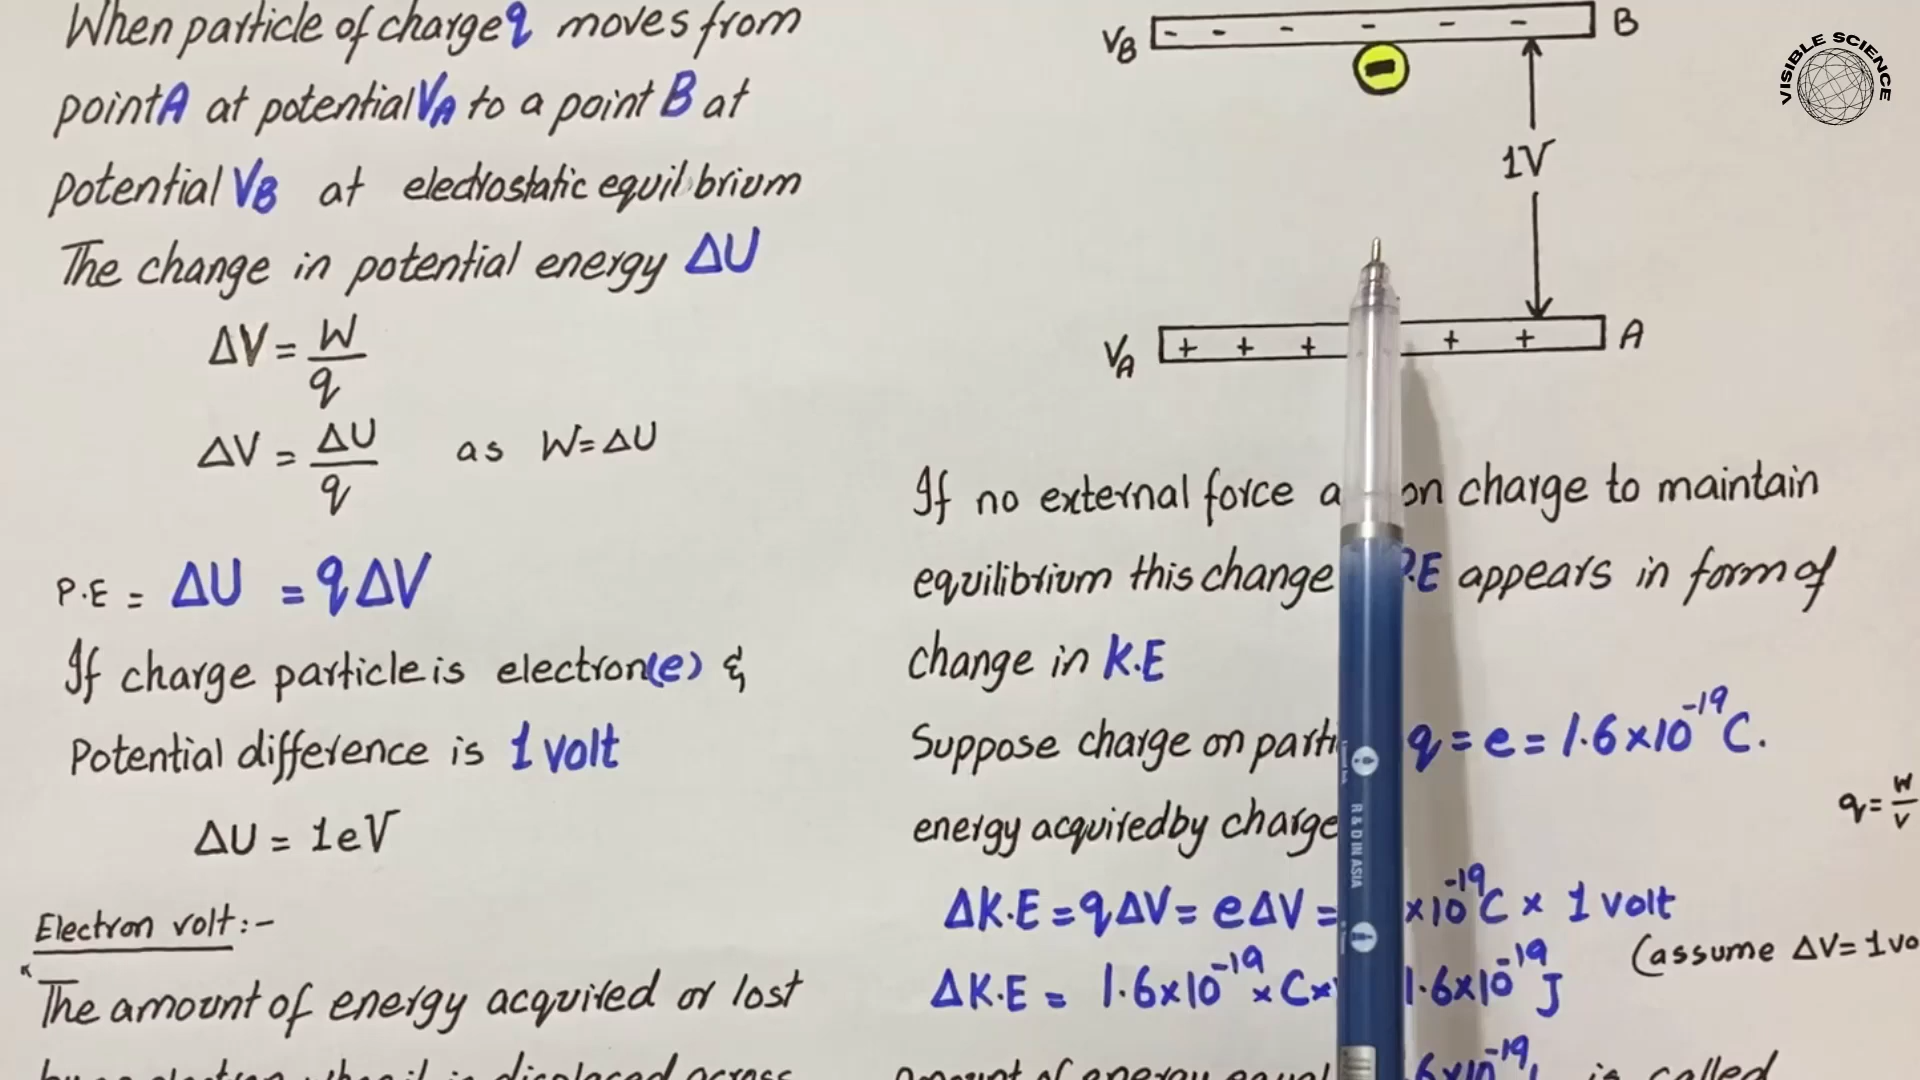 When particle of charge q moves from
point A at potential VA to a point B at
potential VB at electrostatic equilibrium
The change in potential energy ΔU
ΔV = W/q
ΔV = ΔU/q as W=ΔU
P.E = ΔU = qΔV
If charge particle is electron(e) &
Potential difference is 1 volt
ΔU = 1eV
Electron volt:-
The amount of energy acquired or lost
VB - - - - - - B
-
1V
VA + + + + + A
VISIBLE SCIENCE
If no external force a on charge to maintain
equilibrium this change P.E appears in form of
change in K.E
Suppose charge on parti q = e = 1.6×10⁻¹⁹ C.
q = W/V
energy acquired by charge
ΔK.E = qΔV = eΔV = ×10⁻¹⁹ C × 1 volt
(assume ΔV = 1vo
ΔK.E = 1.6×10⁻¹⁹ × C× 1.6×10⁻¹⁹ J
R & D IN ASIA
is called